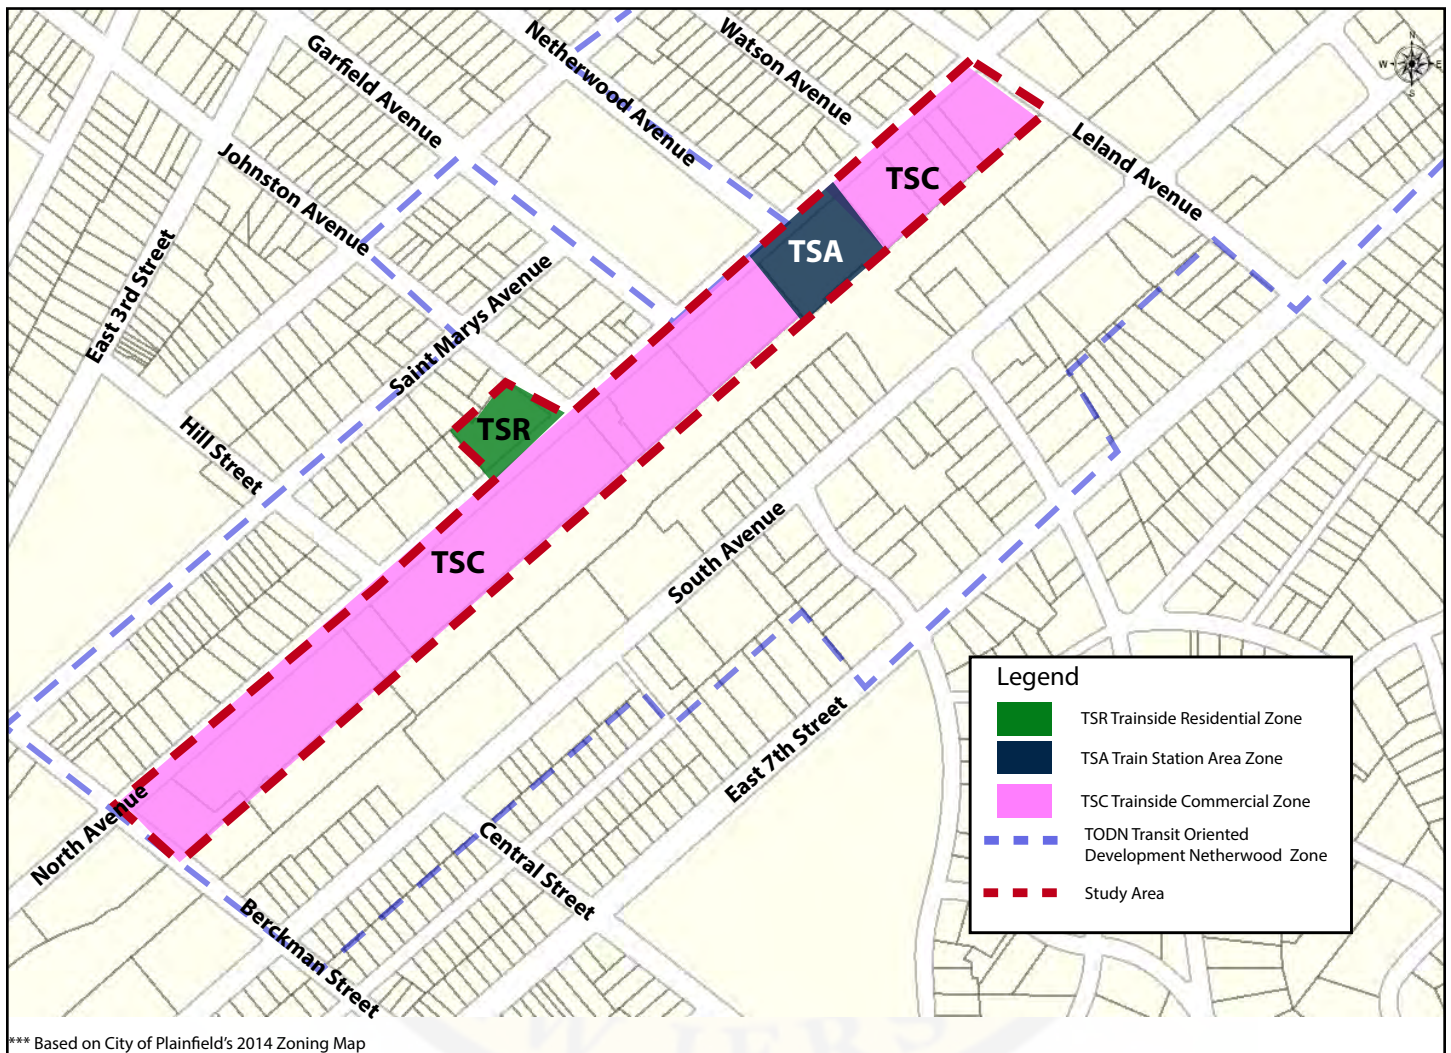 Garfield Avenue
Netherwood Avenue
Watson Avenue
N
W
E
S
Leland Avenue
Johnston Avenue
TSC
TSA
East 3rd Street
Saint Marys Avenue
TSR
Hill Street
TSC
South Avenue
East 7th Street
North Avenue
Central Street
Berckman Street
Legend
TSR Trainside Residential Zone
TSA Train Station Area Zone
TSC Trainside Commercial Zone
TODN Transit Oriented
Development Netherwood Zone
Study Area
*** Based on City of Plainfield's 2014 Zoning Map